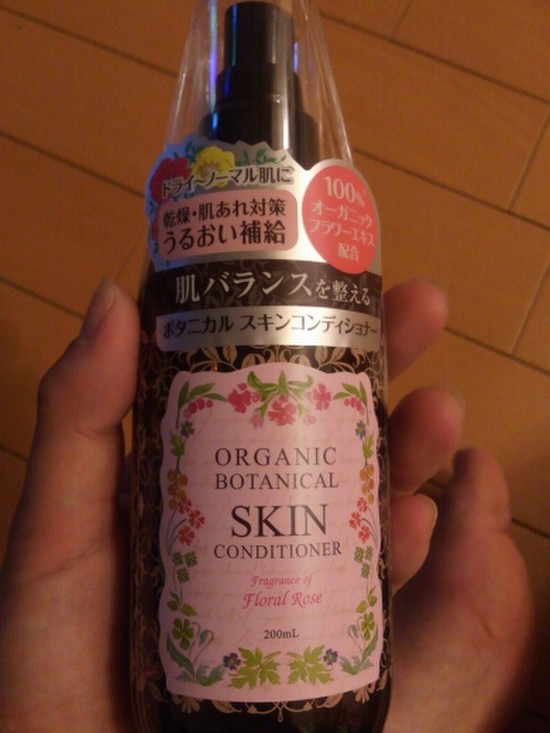 ドライ~ノーマル肌に
乾燥・肌あれ対策
うるおい補給
100%
オーガニック
フラワーエキス
配合
肌バランスを整える
ボタニカル スキンコンディショナー
ORGANIC
BOTANICAL
SKIN
CONDITIONER
Fragrance of
Floral Rose
200mL